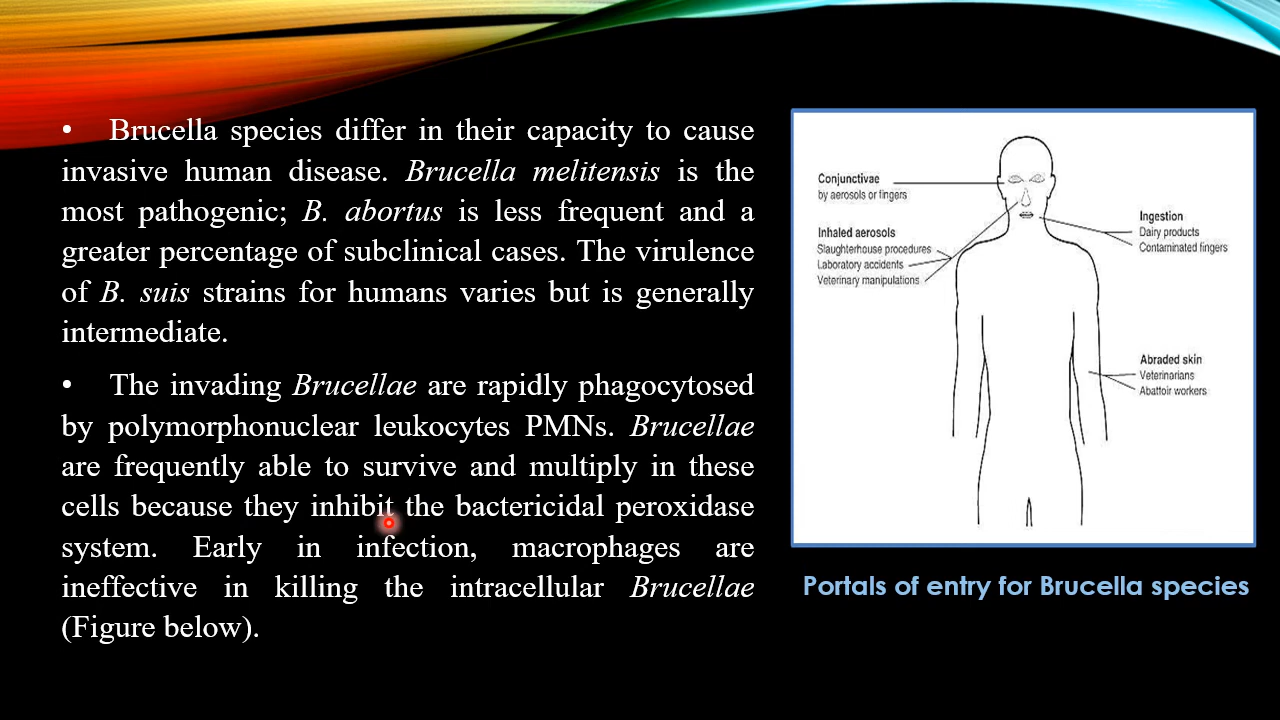 • Brucella species differ in their capacity to cause
invasive human disease. Brucella melitensis is the
most pathogenic; B. abortus is less frequent and a
greater percentage of subclinical cases. The virulence
of B. suis strains for humans varies but is generally
intermediate.
• The invading Brucellae are rapidly phagocytosed
by polymorphonuclear leukocytes PMNs. Brucellae
are frequently able to survive and multiply in these
cells because they inhibit the bactericidal peroxidase
system. Early in infection, macrophages are
ineffective in killing the intracellular Brucellae
(Figure below).
Conjunctivae
by aerosols or fingers
Inhaled aerosols
Slaughterhouse procedures
Laboratory accidents
Veterinary manipulations
Ingestion
Dairy products
Contaminated fingers
Abraded skin
Veterinarians
Abattoir workers
Portals of entry for Brucella species